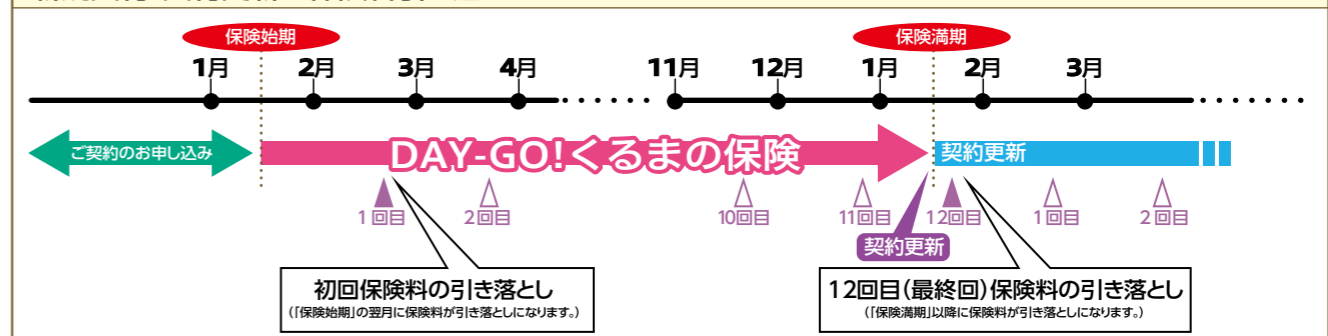 保険始期
保険満期
1月
2月
3月
4月
11月
12月
1月
2月
3月
ご契約のお申し込み
DAY-GO!くるまの保険
契約更新
1回目
2回目
10回目
11回目
12回目
1回目
2回目
契約更新
初回保険料の引き落とし
(「保険始期」の翌月に保険料が引き落としになります。)
12回目(最終回)保険料の引き落とし
(「保険満期」以降に保険料が引き落としになります。)